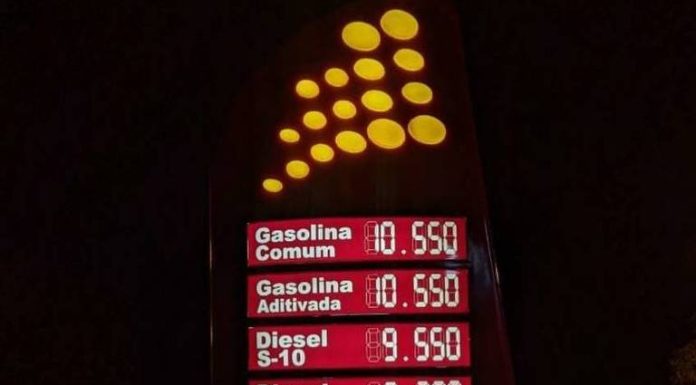 Gasolina
Comum 10.550
Gasolina
Aditivada 10.550
Diesel
S-10 9.550